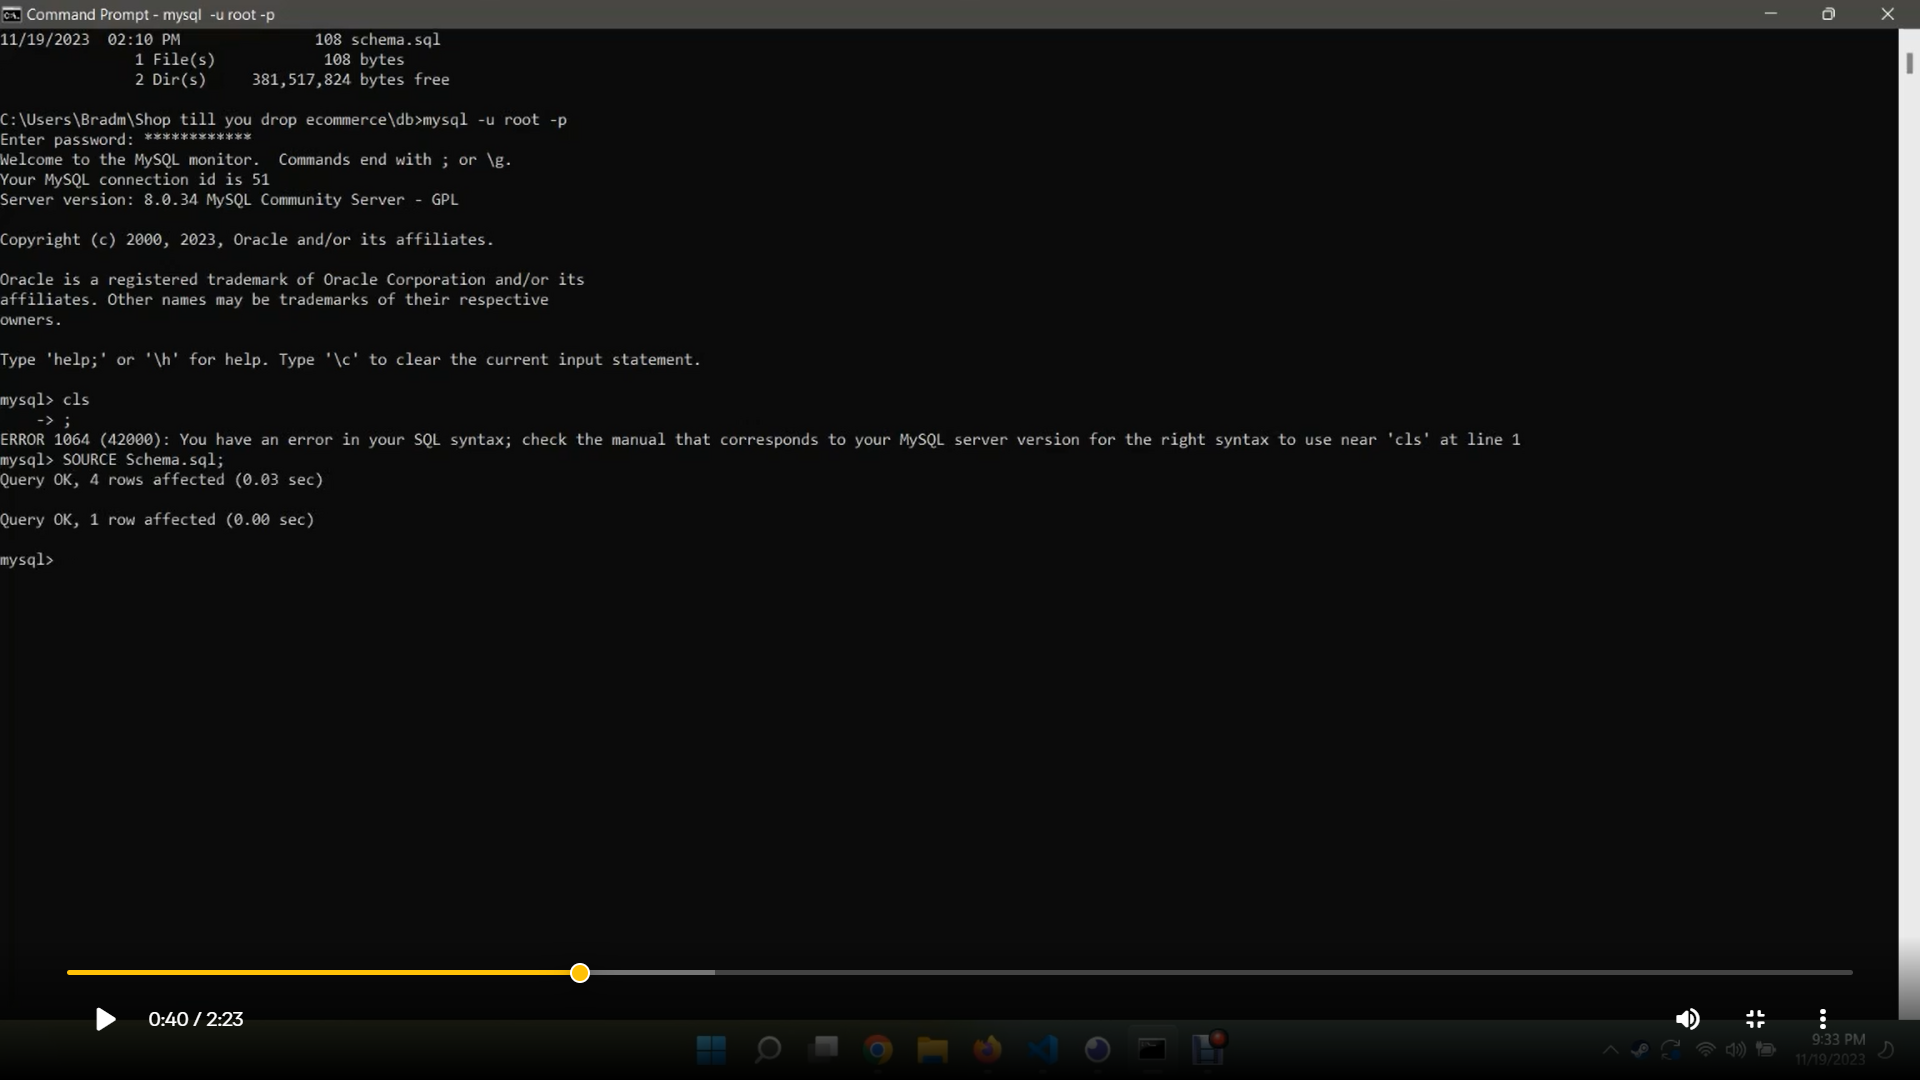 Command Prompt - mysql  -u root -p
11/19/2023  02:10 PM               108 schema.sql
               1 File(s)            108 bytes
               2 Dir(s)     381,517,824 bytes free
C:\Users\Bradm\Shop till you drop ecommerce\db>mysql -u root -p
Enter password: ************
Welcome to the MySQL monitor.  Commands end with ; or \g.
Your MySQL connection id is 51
Server version: 8.0.34 MySQL Community Server - GPL
Copyright (c) 2000, 2023, Oracle and/or its affiliates.
Oracle is a registered trademark of Oracle Corporation and/or its
affiliates. Other names may be trademarks of their respective
owners.
Type 'help;' or '\h' for help. Type '\c' to clear the current input statement.
mysql> cls
    -> ;
ERROR 1064 (42000): You have an error in your SQL syntax; check the manual that corresponds to your MySQL server version for the right syntax to use near 'cls' at line 1
mysql> SOURCE Schema.sql;
Query OK, 4 rows affected (0.03 sec)
Query OK, 1 row affected (0.00 sec)
mysql>
0:40 / 2:23
9:33 PM
11/19/2023